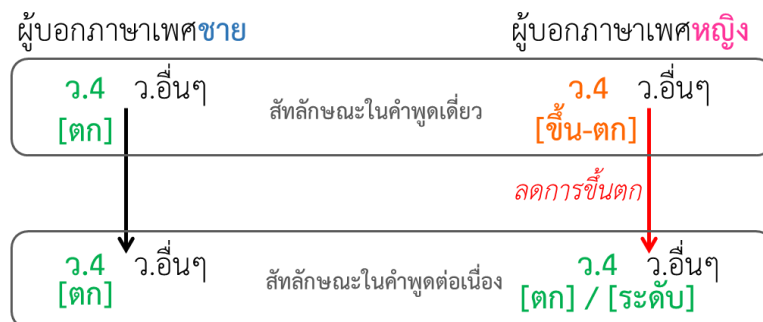 ผู้บอกภาษาเพศชาย ผู้บอกภาษาเพศหญิง
ว.4 ว.อื่นๆ ว.4 ว.อื่นๆ
สัทลักษณะในคำพูดเดี่ยว
[ตก] [ขึ้น-ตก]
ลดการขึ้นตก
ว.4 ว.อื่นๆ ว.4 ว.อื่นๆ
สัทลักษณะในคำพูดต่อเนื่อง
[ตก] [ตก] / [ระดับ]